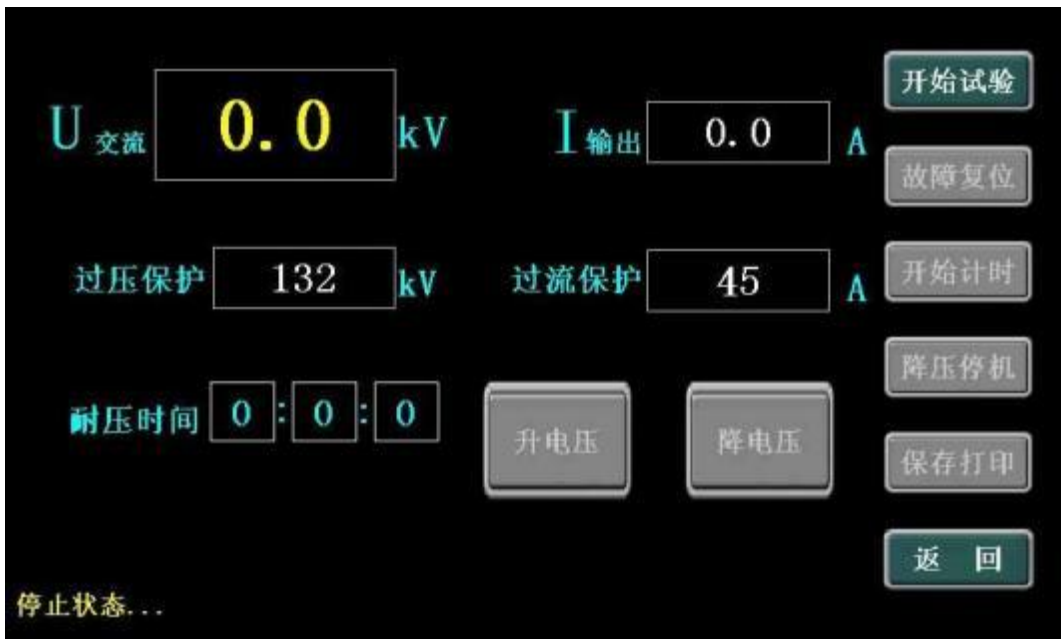 U 交流 0.0 kV I 输出 0.0 A
开始试验
故障复位
过压保护 132 kV 过流保护 45 A
开始计时
降压停机
耐压时间 0 : 0 : 0
升电压 降电压
保存打印
返 回
停止状态...